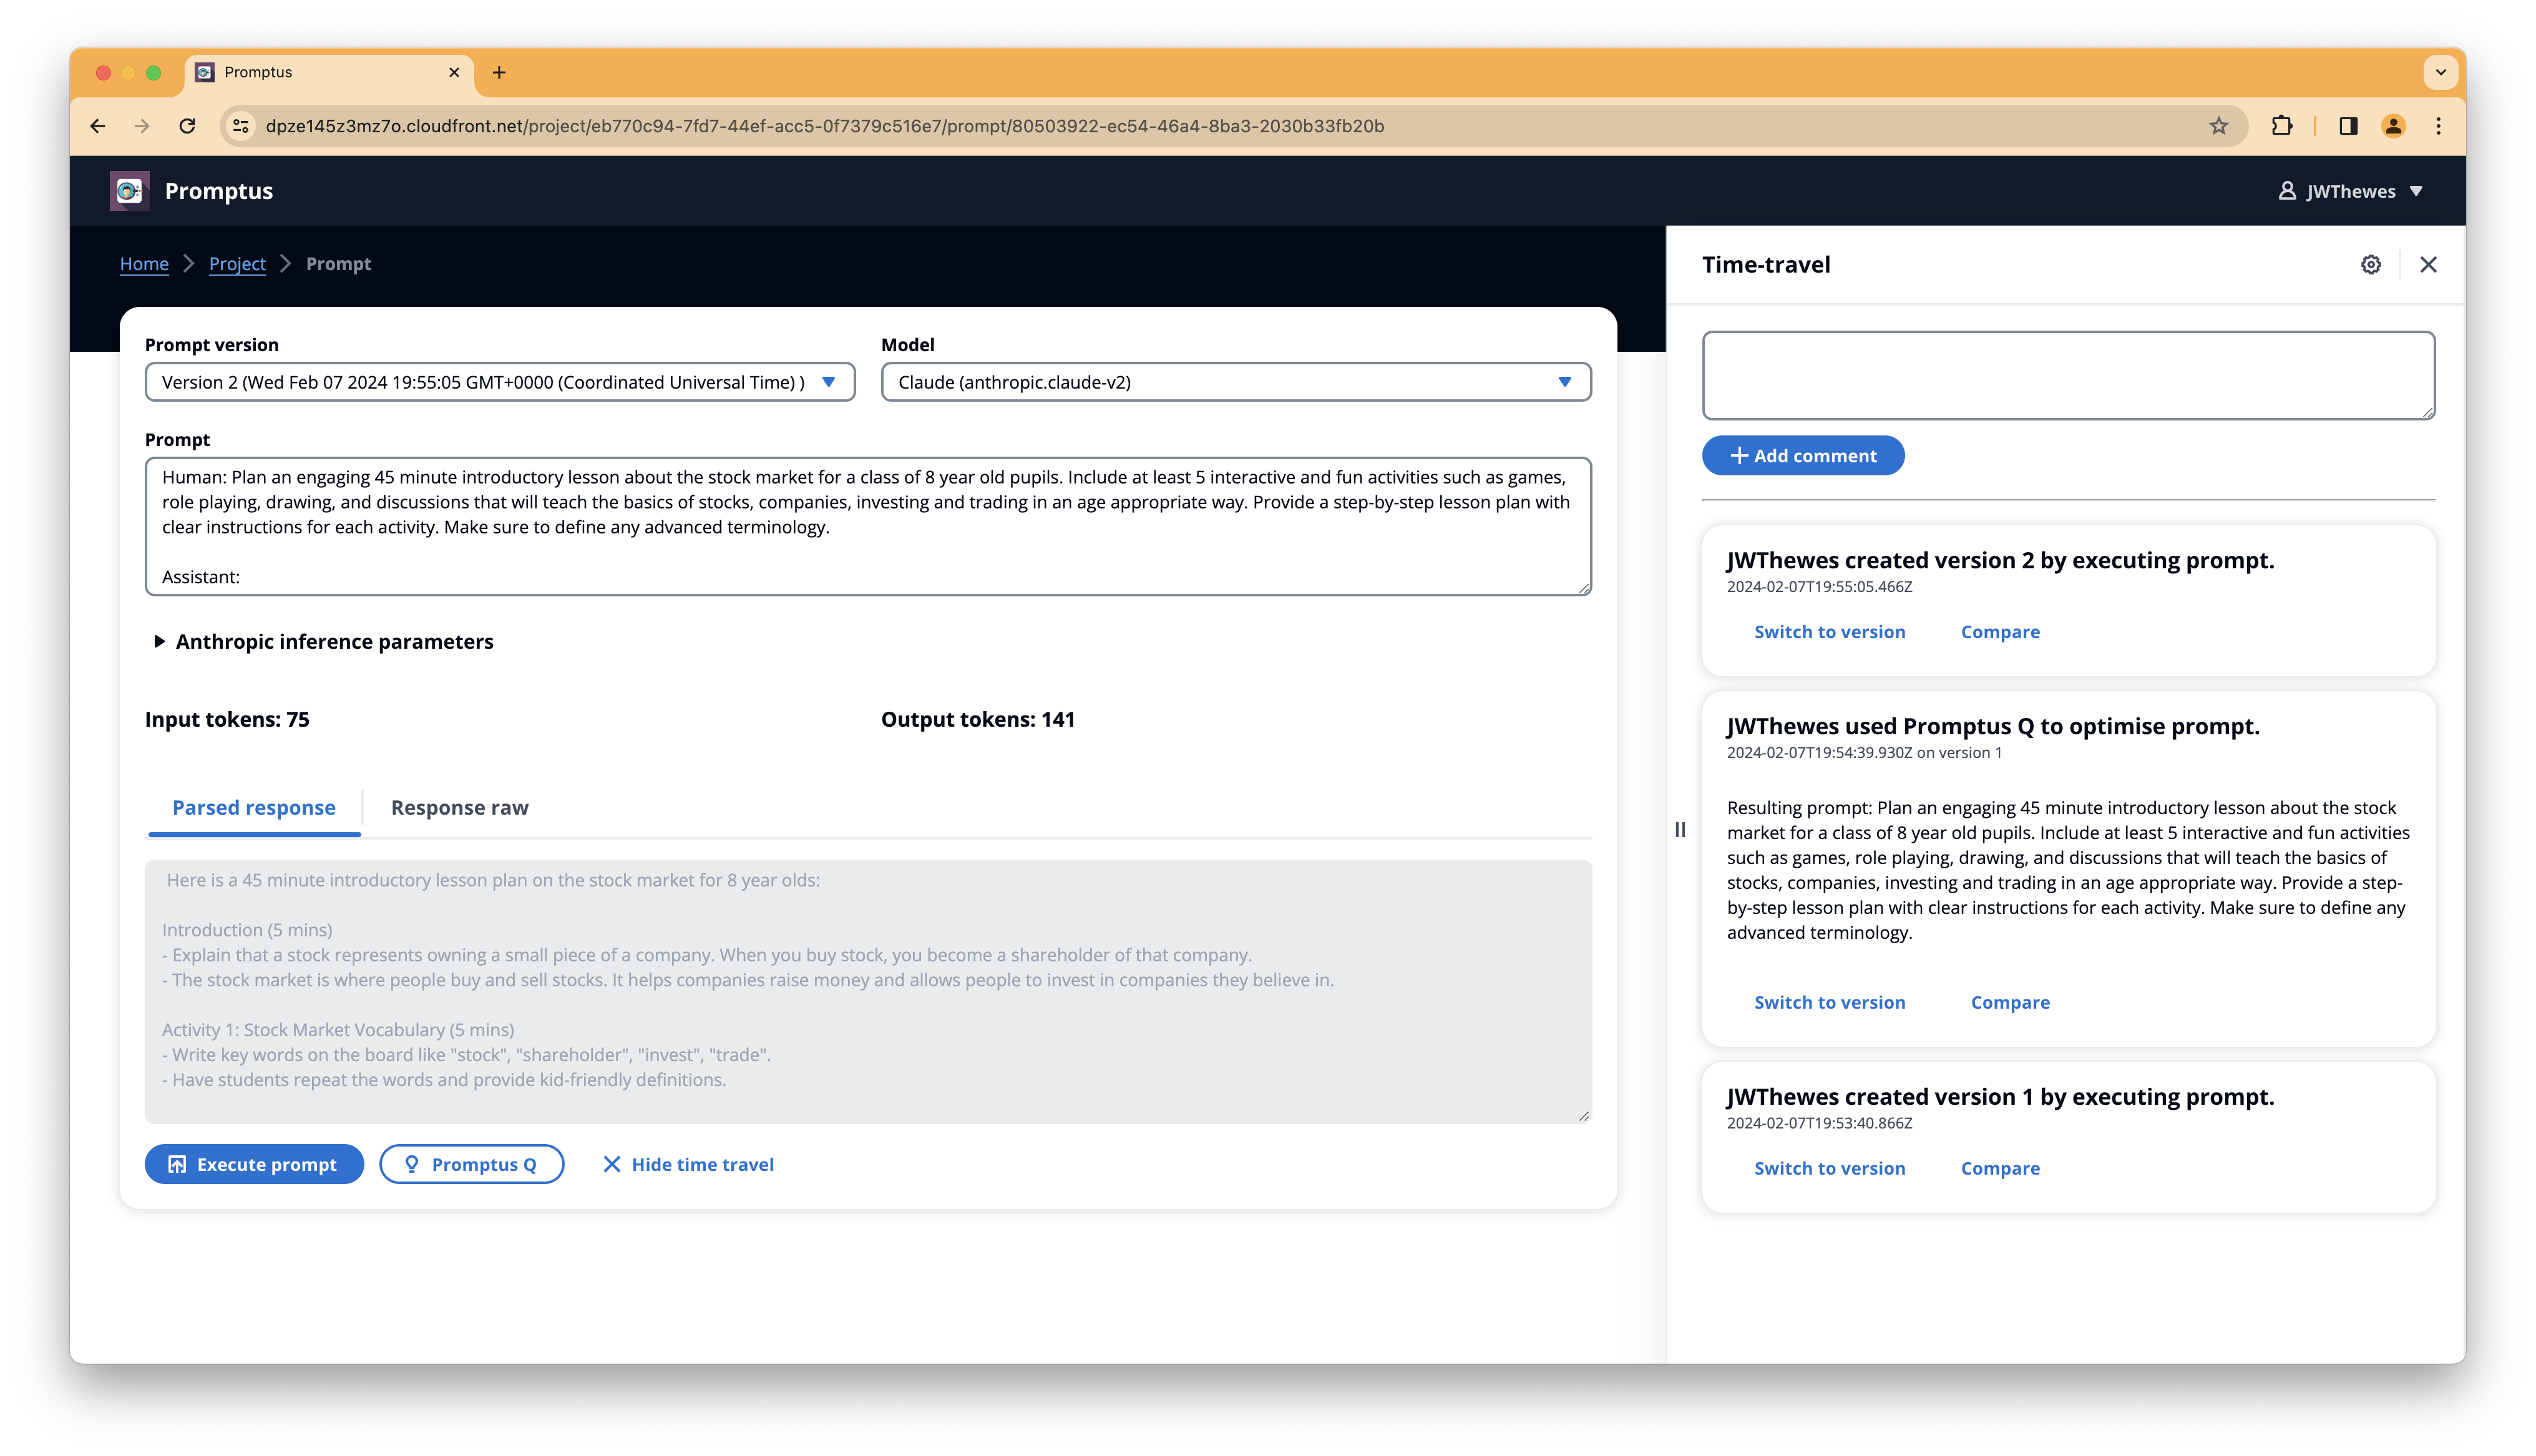 Promptus
dpze145z3mz7o.cloudfront.net/project/eb770c94-7fd7-44ef-acc5-0f7379c516e7/prompt/80503922-ec54-46a4-8ba3-2030b33fb20b
Promptus
JWThewes
Home
Project
Prompt
Prompt version
Version 2 (Wed Feb 07 2024 19:55:05 GMT+0000 (Coordinated Universal Time) )
Model
Claude (anthropic.claude-v2)
Prompt
Human: Plan an engaging 45 minute introductory lesson about the stock market for a class of 8 year old pupils. Include at least 5 interactive and fun activities such as games,
role playing, drawing, and discussions that will teach the basics of stocks, companies, investing and trading in an age appropriate way. Provide a step-by-step lesson plan with
clear instructions for each activity. Make sure to define any advanced terminology.
Assistant:
Anthropic inference parameters
Input tokens: 75
Output tokens: 141
Parsed response
Response raw
Here is a 45 minute introductory lesson plan on the stock market for 8 year olds:
Introduction (5 mins)
- Explain that a stock represents owning a small piece of a company. When you buy stock, you become a shareholder of that company.
- The stock market is where people buy and sell stocks. It helps companies raise money and allows people to invest in companies they believe in.
Activity 1: Stock Market Vocabulary (5 mins)
- Write key words on the board like "stock", "shareholder", "invest", "trade".
- Have students repeat the words and provide kid-friendly definitions.
Execute prompt
Promptus Q
Hide time travel
Time-travel
Add comment
JWThewes created version 2 by executing prompt.
2024-02-07T19:55:05.466Z
Switch to version
Compare
JWThewes used Promptus Q to optimise prompt.
2024-02-07T19:54:39.930Z on version 1
Resulting prompt: Plan an engaging 45 minute introductory lesson about the stock
market for a class of 8 year old pupils. Include at least 5 interactive and fun activities
such as games, role playing, drawing, and discussions that will teach the basics of
stocks, companies, investing and trading in an age appropriate way. Provide a step-
by-step lesson plan with clear instructions for each activity. Make sure to define any
advanced terminology.
Switch to version
Compare
JWThewes created version 1 by executing prompt.
2024-02-07T19:53:40.866Z
Switch to version
Compare